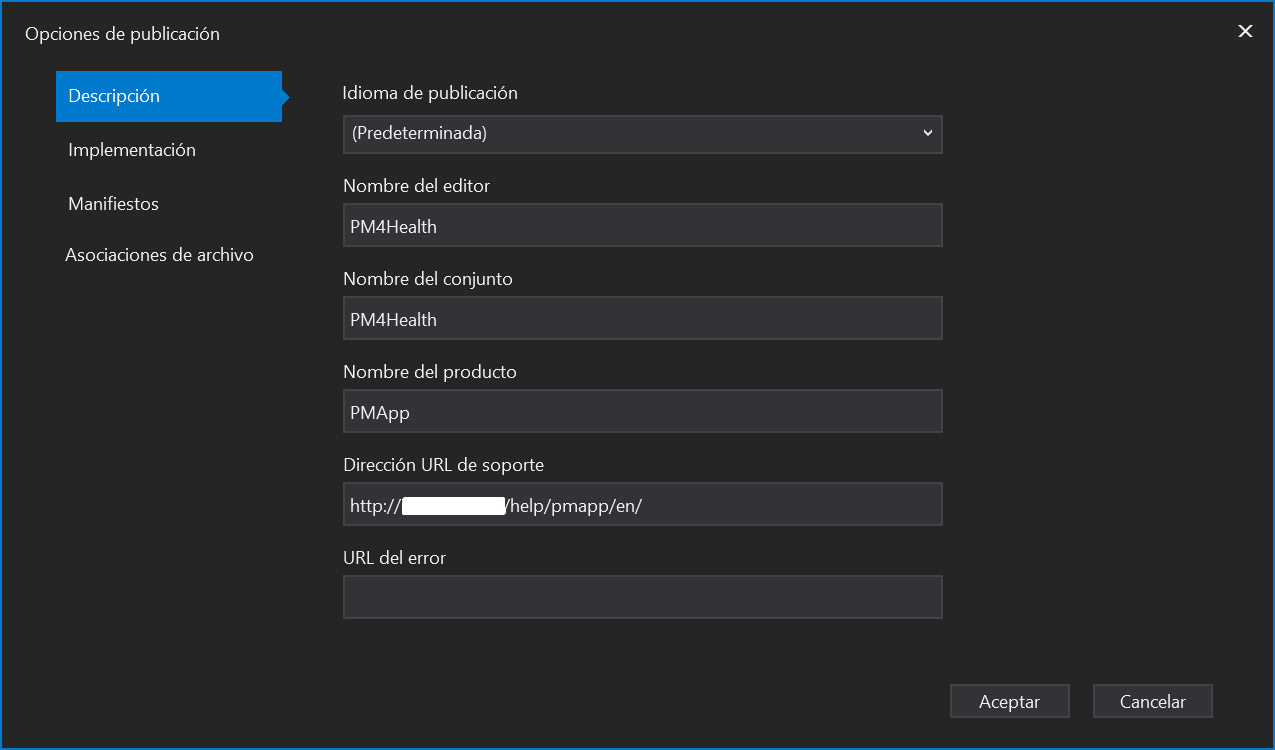 Opciones de publicación
Descripción
Implementación
Manifiestos
Asociaciones de archivo
Idioma de publicación
(Predeterminada)
Nombre del editor
PM4Health
Nombre del conjunto
PM4Health
Nombre del producto
PMApp
Dirección URL de soporte
http:// /help/pmapp/en/
URL del error
Aceptar
Cancelar